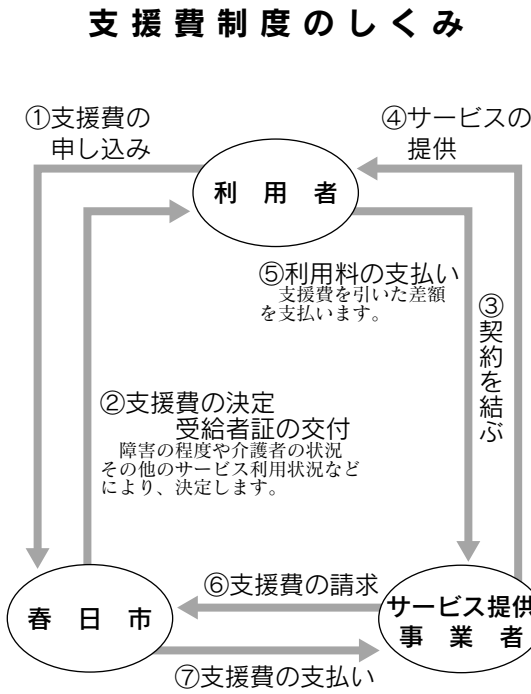 支援費制度のしくみ
①支援費の
申し込み
④サービスの
提供
利用者
⑤利用料の支払い
支援費を引いた差額
を支払います。
③契約を結ぶ
②支援費の決定
受給者証の交付
障害の程度や介護者の状況
その他のサービス利用状況など
により、決定します。
⑥支援費の請求
春日市
サービス提供
事業者
⑦支援費の支払い